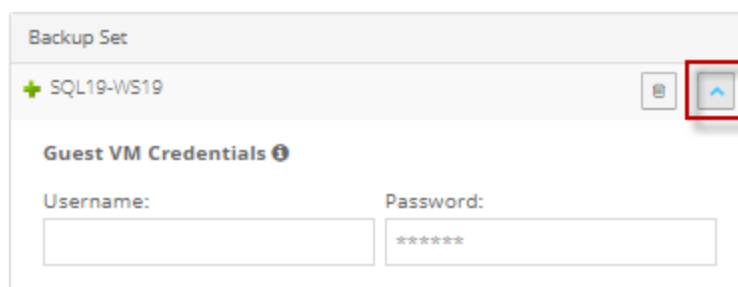 Backup Set
SQL19-WS19
Guest VM Credentials
Username: Password:
******